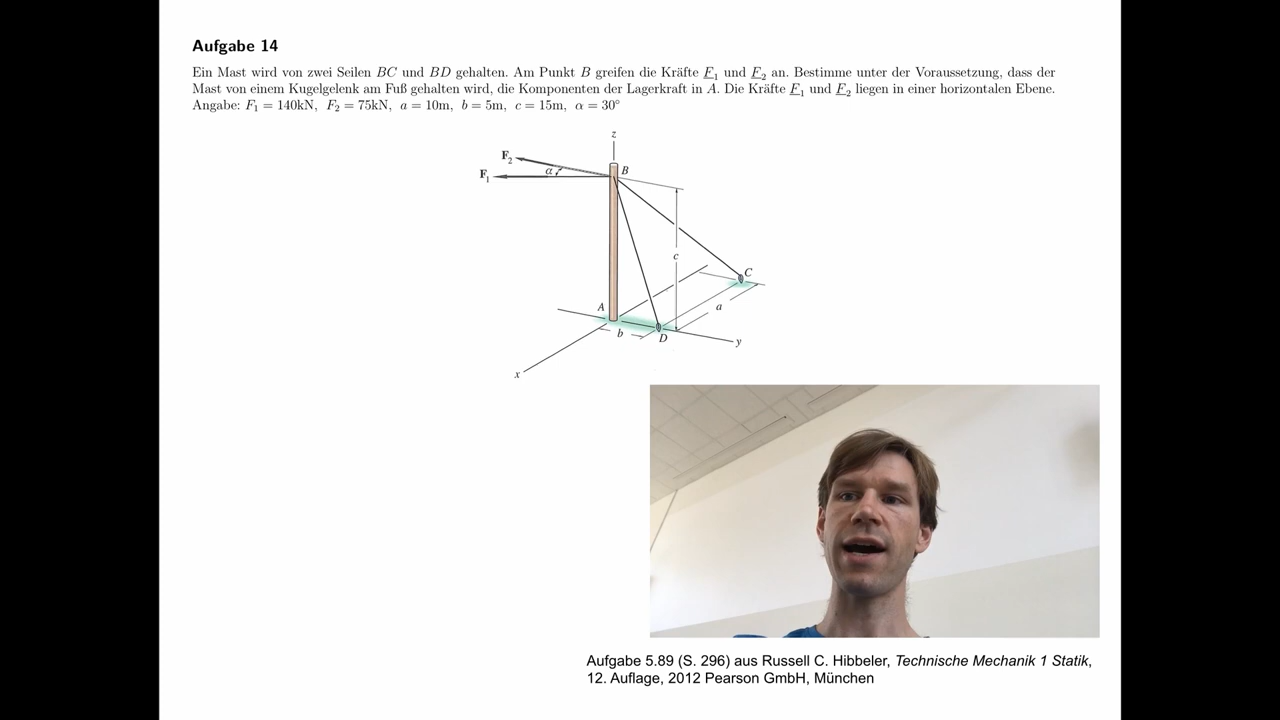 Aufgabe 14
Ein Mast wird von zwei Seilen BC und BD gehalten. Am Punkt B greifen die Kräfte F₁ und F₂ an. Bestimme unter der Voraussetzung, dass der
Mast von einem Kugelgelenk am Fuß gehalten wird, die Komponenten der Lagerkraft in A. Die Kräfte F₁ und F₂ liegen in einer horizontalen Ebene.
Angabe: F₁ = 140kN, F₂ = 75kN, a = 10m, b = 5m, c = 15m, α = 30°
z
F₂
α
B
F₁
c
C
A
a
b
D
y
x
Aufgabe 5.89 (S. 296) aus Russell C. Hibbeler, Technische Mechanik 1 Statik,
12. Auflage, 2012 Pearson GmbH, München